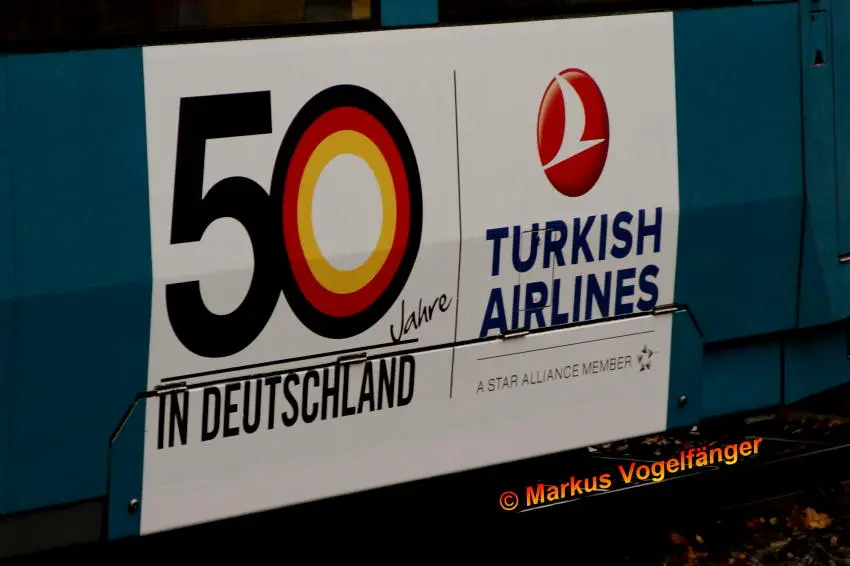 50
Jahre
IN DEUTSCHLAND
TURKISH
AIRLINES
A STAR ALLIANCE MEMBER
© Markus Vogelfänger